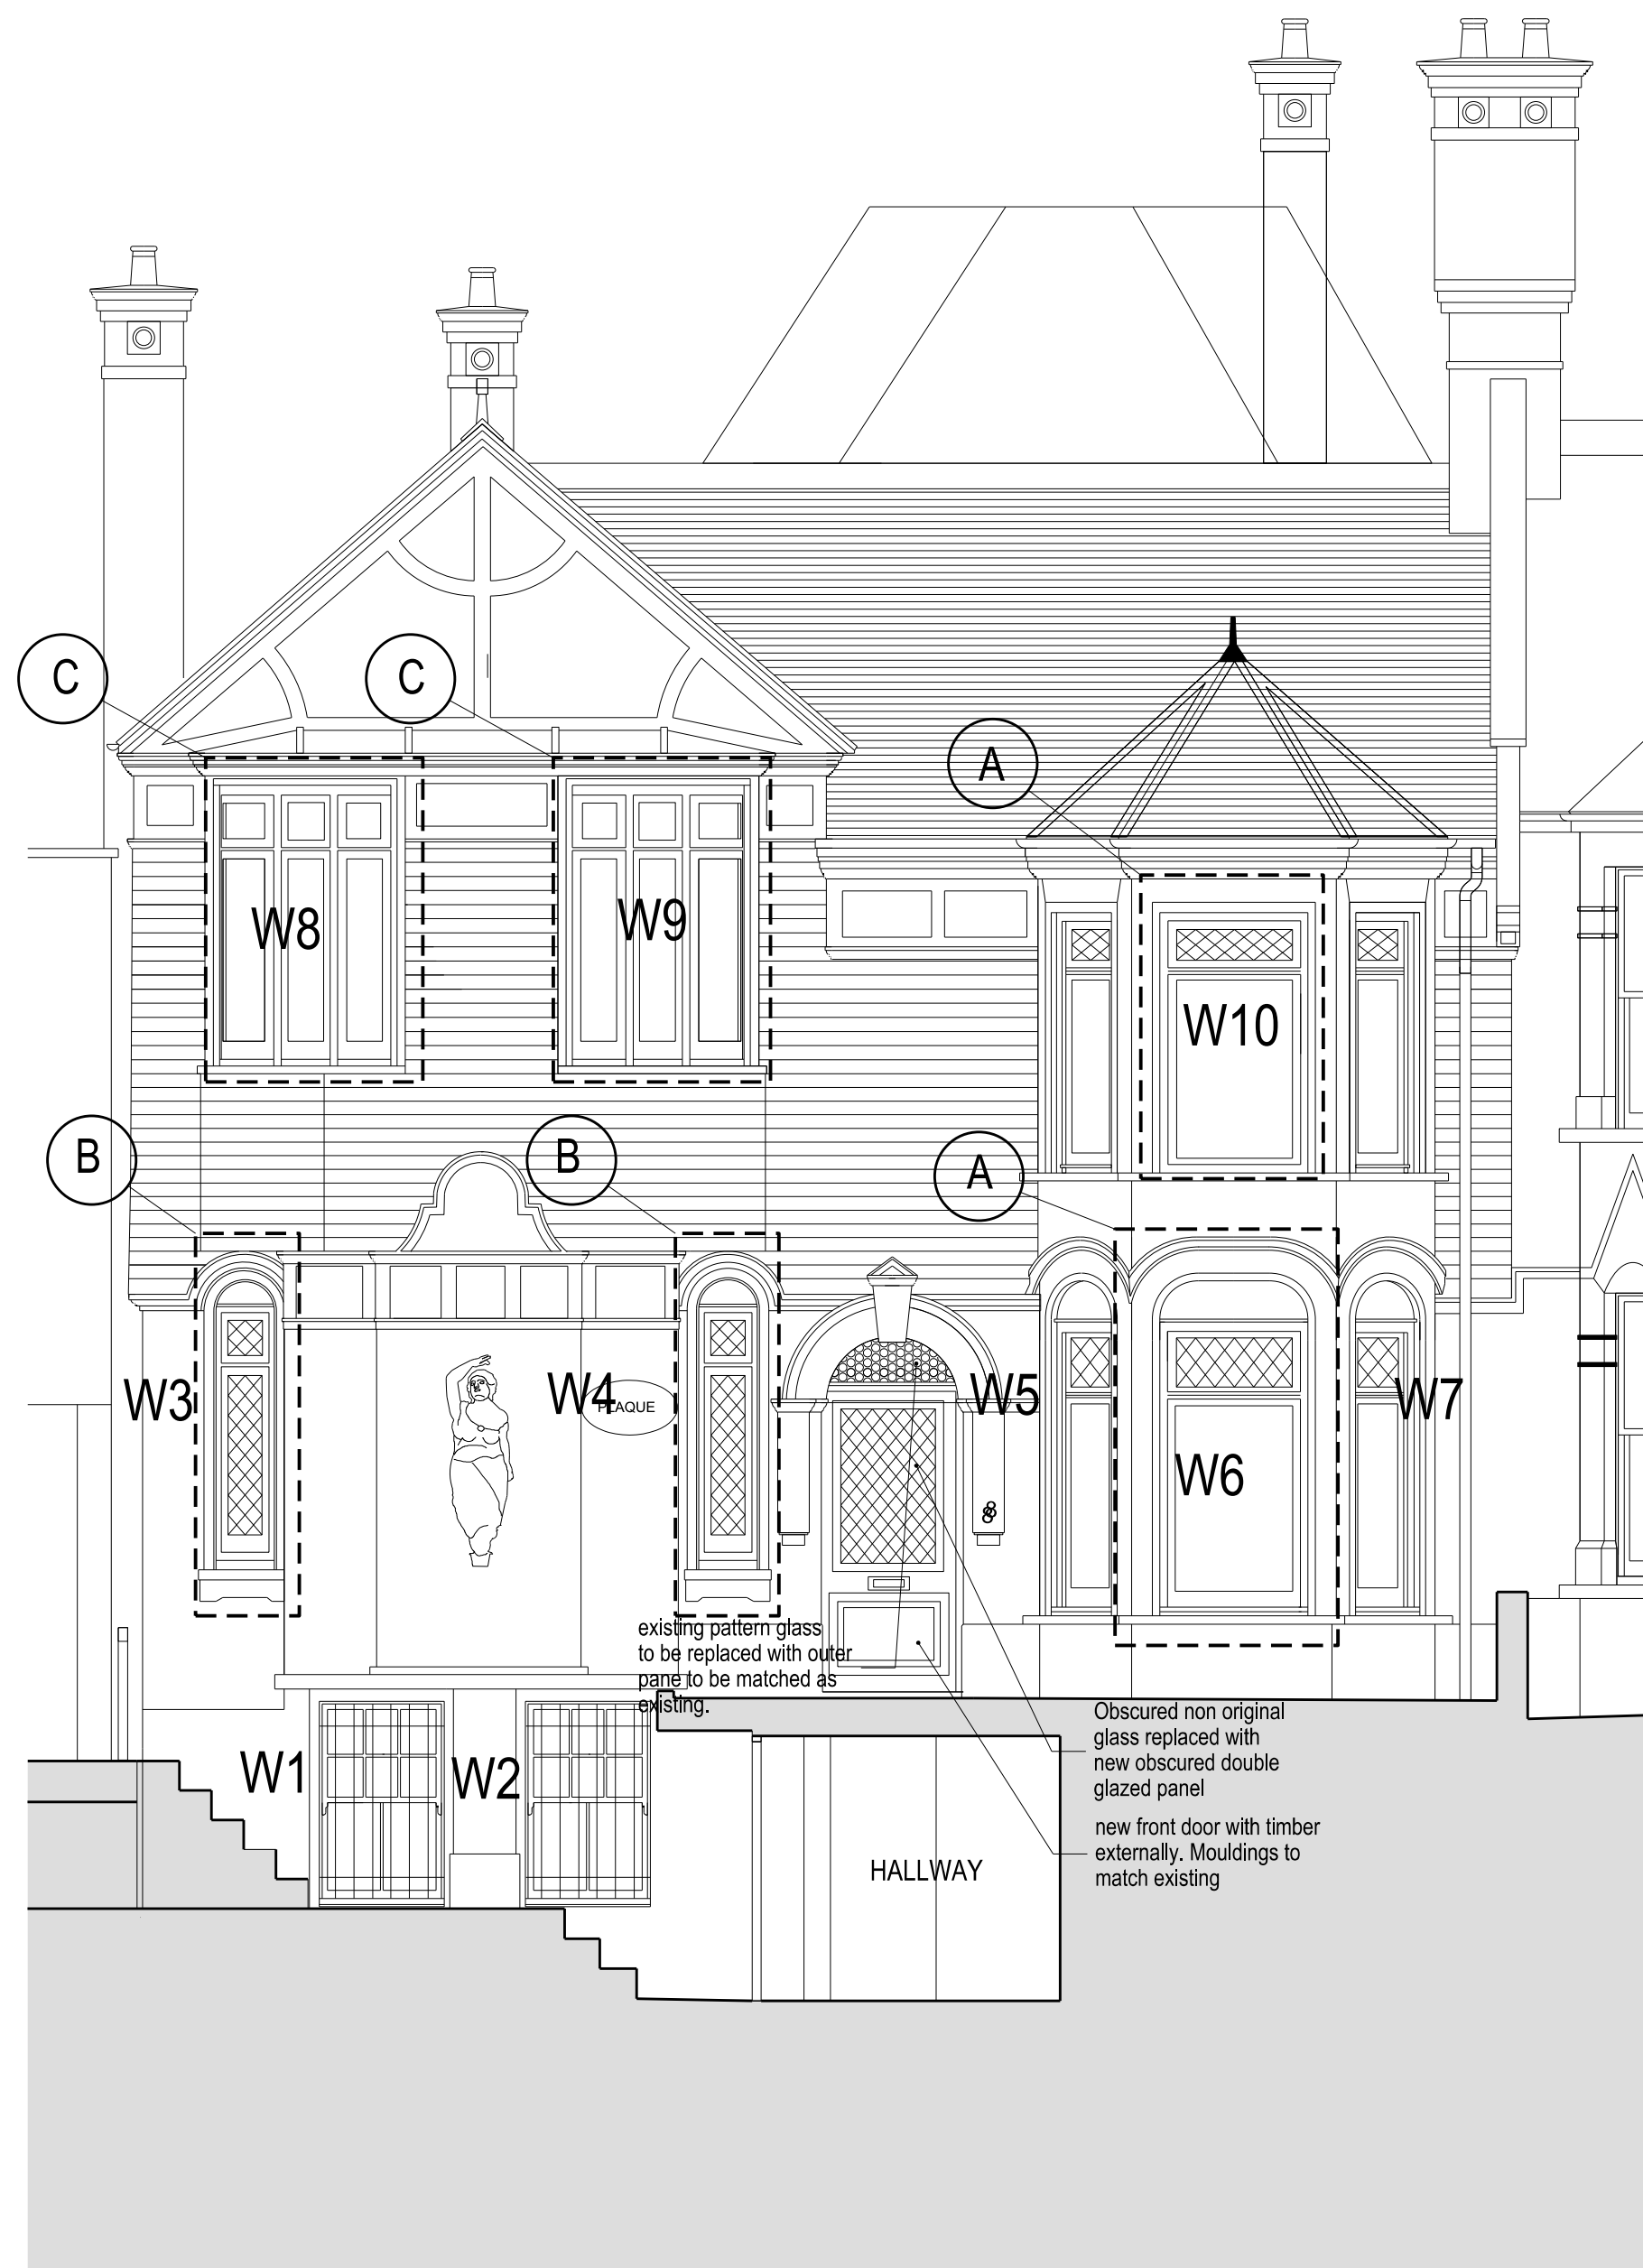 C
C
A
W8
W9
W10
B
B
A
W3
W4
PLAQUE
W5
W7
W6
8
8
existing pattern glass
to be replaced with outer
pane to be matched as
existing.
Obscured non original
glass replaced with
new obscured double
glazed panel
W1
W2
new front door with timber
externally. Mouldings to
match existing
HALLWAY